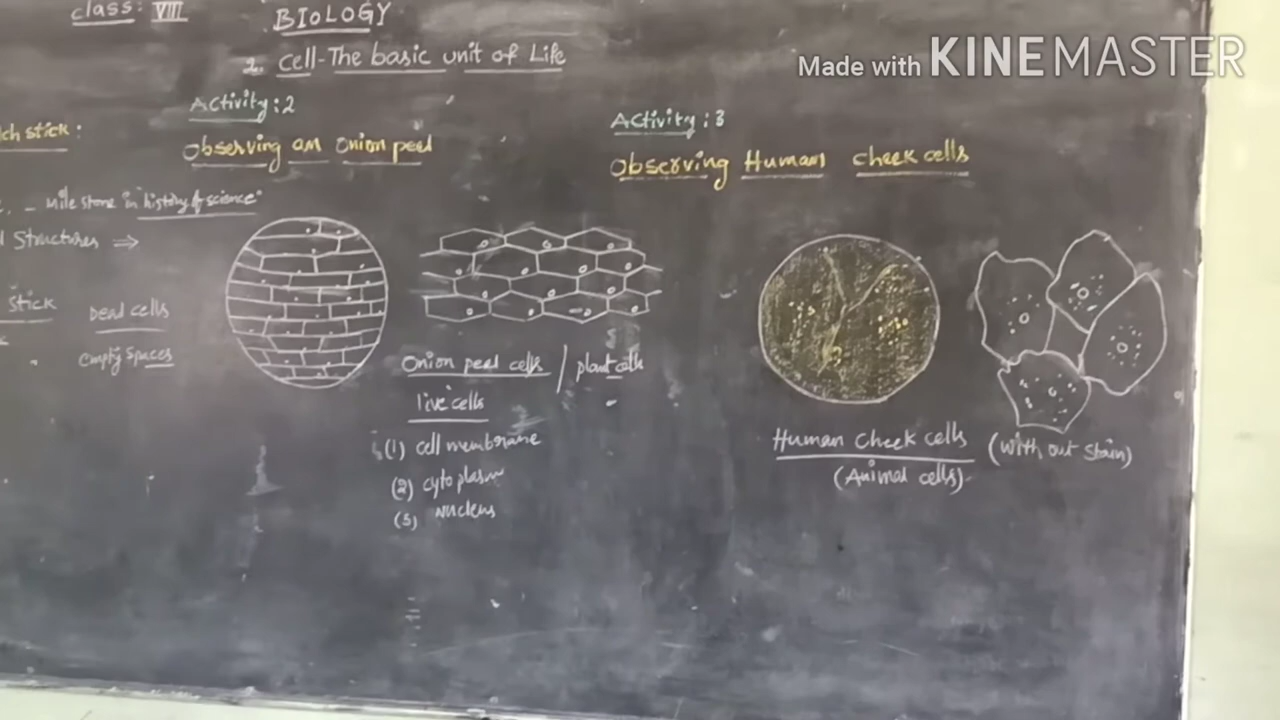 class: VIII
BIOLOGY
2. Cell-The basic unit of Life
Made with KINEMASTER
Activity:2
Activity:3
ch stick:
Observing an Onion peel
Observing Human cheek cells
- Mile stone in history of science"
Structures ⇒
stick Dead cells
empty spaces
Onion peel cells / plant cells
live cells
(1) cell membrane
(2) cytoplasm
(3) Nucleus
Human cheek cells (with out stain)
(Animal cells)